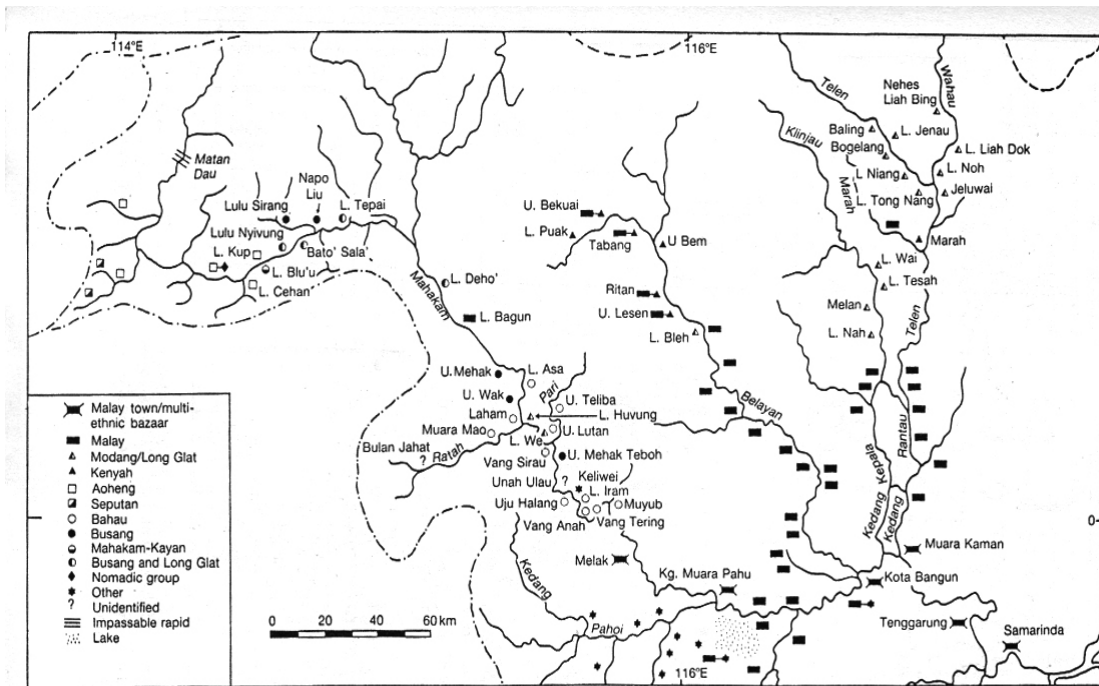 114°E
116°E
Matan
Dau
Napo
Liu
Lulu Sirang
L. Tepai
Lulu Nyivung
L. Kup
Bato' Sala'
L. Blu'u
L. Cehan
Mahakam
L. Deho'
L. Bagun
U. Bekuai
L. Puak
Tabang
U Bem
Ritan
U. Lesen
L. Bleh
Belayan
Telen
Klinjau
Marah
Wahau
Nehes
Liah Bing
Baling
L. Jenau
Bogelang
L. Liah Dok
L Niang
L. Noh
L. Tong Nang
Jeluwai
Marah
L. Wai
L. Tesah
Melan
L. Nah
Telen
U. Mehak
L. Asa
Pari
U. Wak
U. Teliba
Laham
L. Huvung
Muara Mao
L. We
U. Lutan
Bulan Jahat
?
Ratah
Vang Sirau
U. Mehak Teboh
Unah Ulau
?
Keliwei
L. Iram
Uju Halang
Muyub
Vang Anah
Vang Tering
Rantau
Kedang Kepala
Kedang
Kedang
Pahoi
Melak
Kg. Muara Pahu
Muara Kaman
Kota Bangun
Tenggarung
Samarinda
0-
116°E
Malay town/multi-
ethnic bazaar
Malay
Modang/Long Glat
Kenyah
Aoheng
Seputan
Bahau
Busang
Mahakam-Kayan
Busang and Long Glat
Nomadic group
Other
? Unidentified
Impassable rapid
Lake
0 20 40 60 km